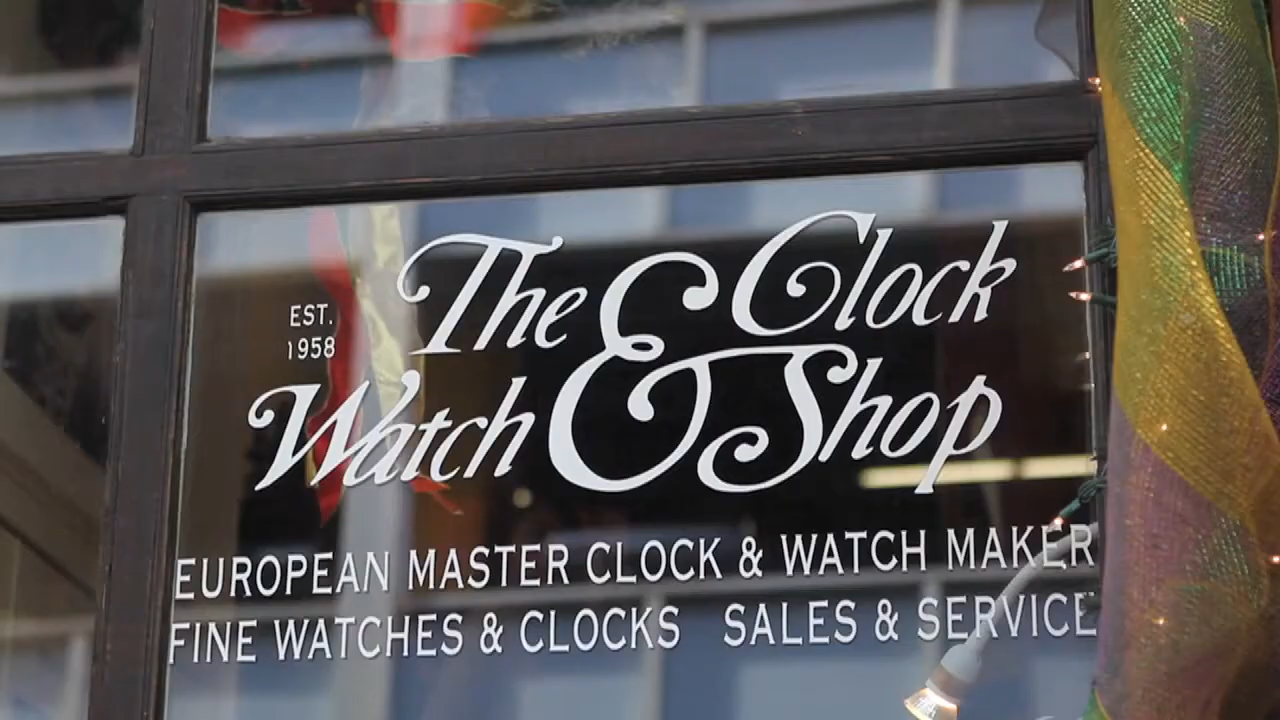 EST.
1958
The Clock
& 
Watch Shop
EUROPEAN MASTER CLOCK & WATCH MAKER
FINE WATCHES & CLOCKS SALES & SERVICE